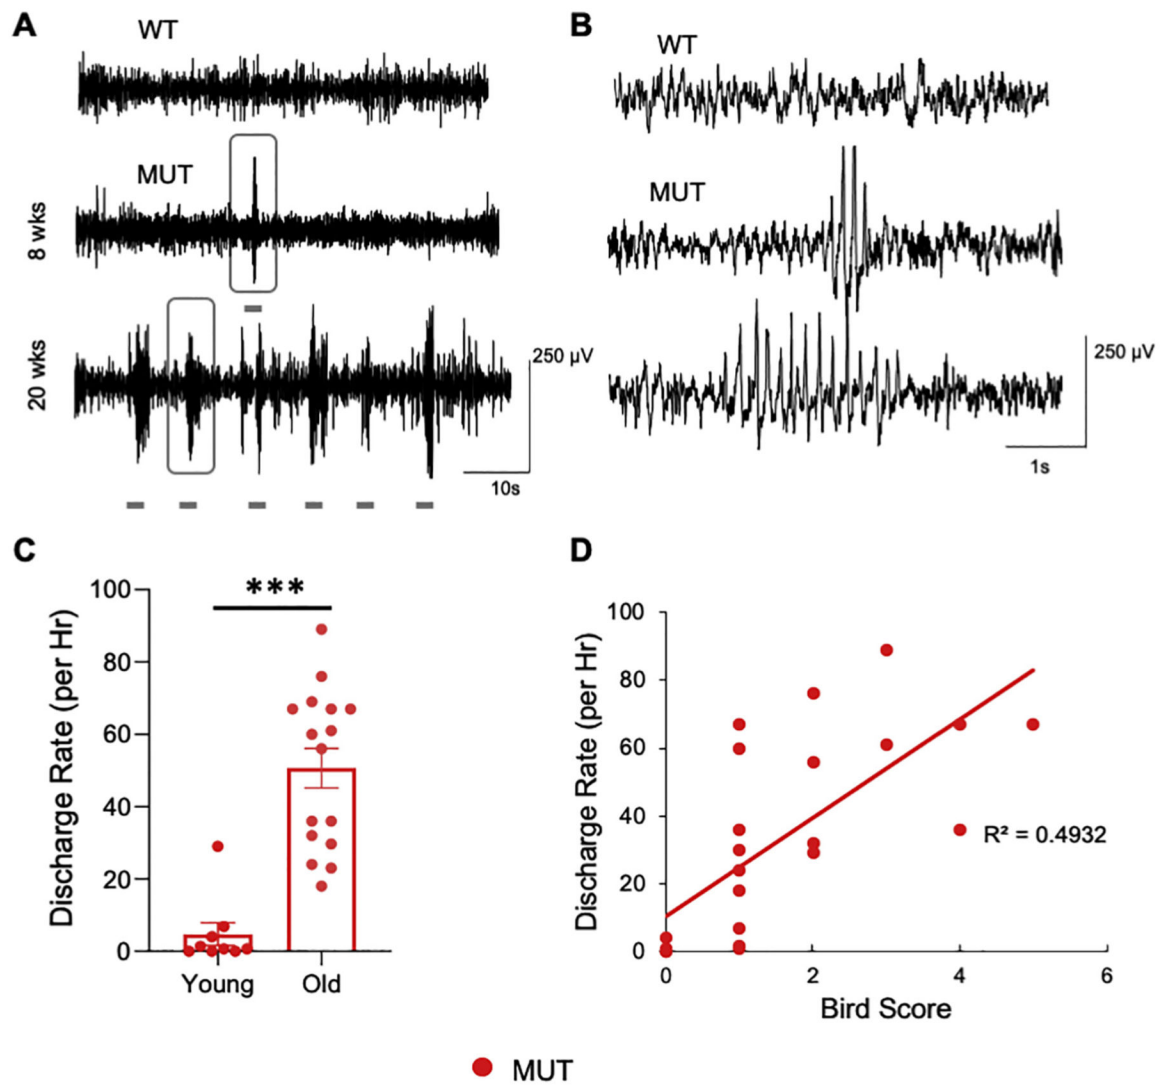 A
WT
MUT
8 wks
20 wks
250 µV
10s
B
WT
MUT
250 µV
1s
C
Discharge Rate (per Hr)
100
80
60
40
20
0
***
Young
Old
D
Discharge Rate (per Hr)
100
80
60
40
20
0
R² = 0.4932
0
2
4
6
Bird Score
MUT